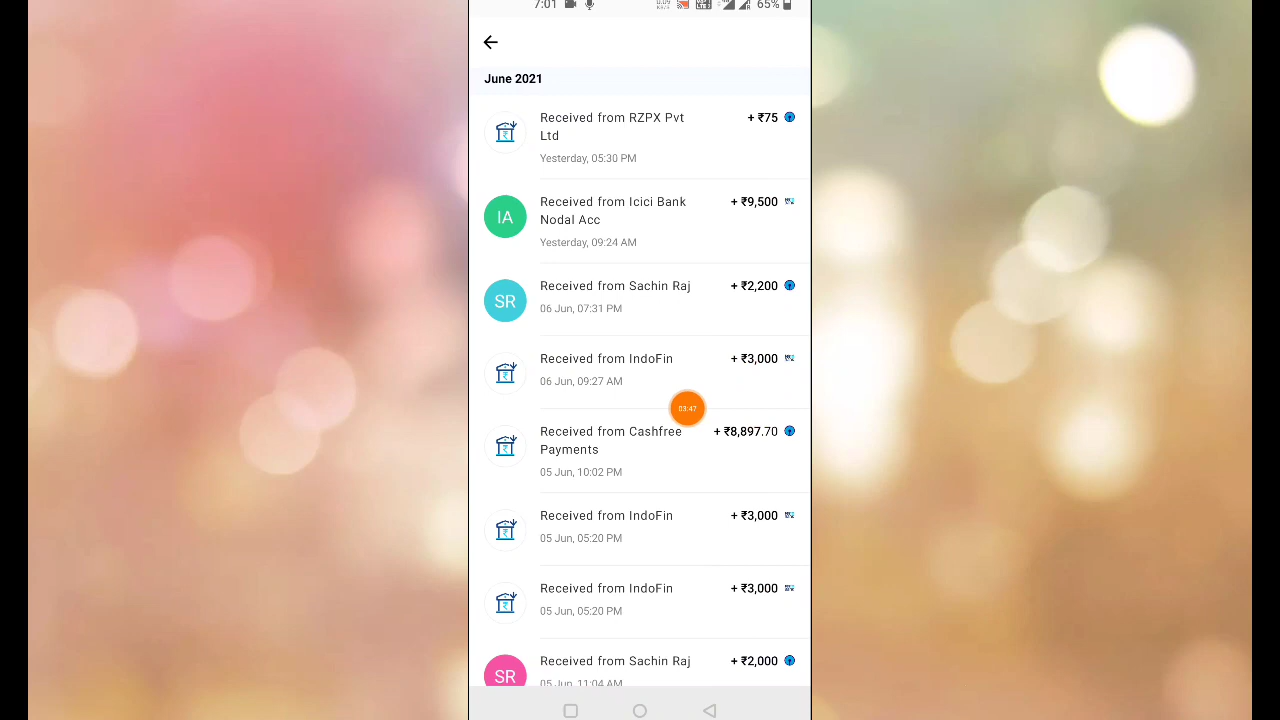 7:01 65%
June 2021
Received from RZPX Pvt + ₹75
Ltd
Yesterday, 05:30 PM
IA Received from Icici Bank + ₹9,500
Nodal Acc
Yesterday, 09:24 AM
SR Received from Sachin Raj + ₹2,200
06 Jun, 07:31 PM
Received from IndoFin + ₹3,000
06 Jun, 09:27 AM
03:47
Received from Cashfree + ₹8,897.70
Payments
05 Jun, 10:02 PM
Received from IndoFin + ₹3,000
05 Jun, 05:20 PM
Received from IndoFin + ₹3,000
05 Jun, 05:20 PM
SR Received from Sachin Raj + ₹2,000
05 Jun, 11:04 AM